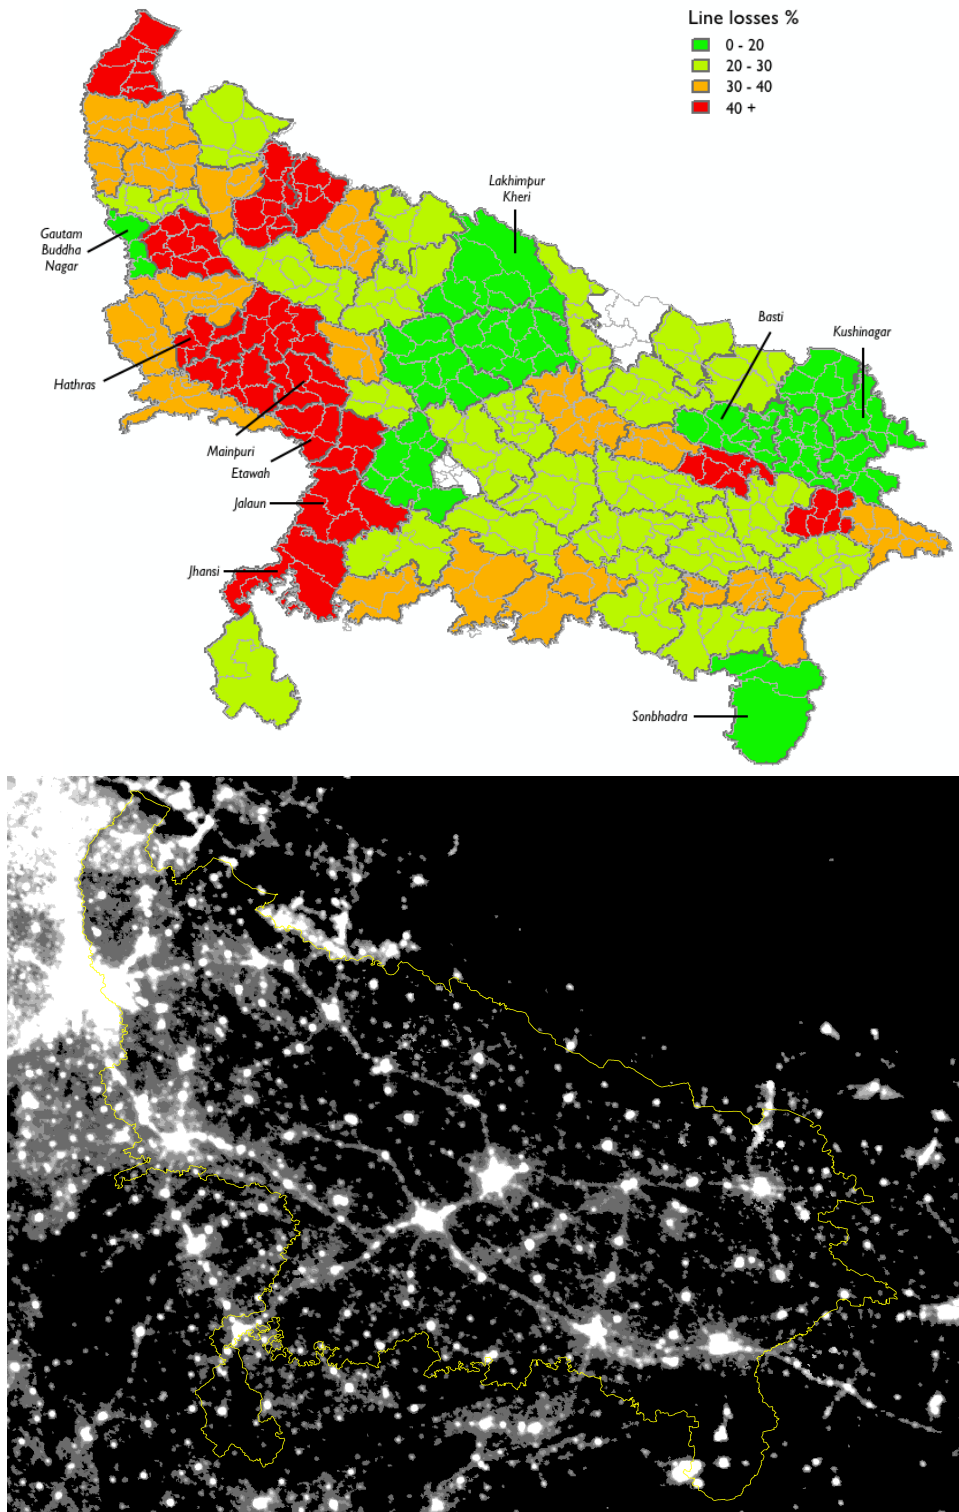 Line losses %
0 - 20
20 - 30
30 - 40
40 +
Lakhimpur
Kheri
Gautam
Buddha
Nagar
Basti
Kushinagar
Hathras
Mainpuri
Etawah
Jalaun
Jhansi
Sonbhadra